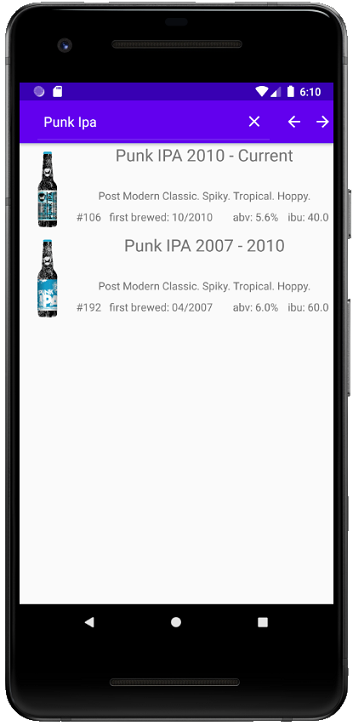 6:10
Punk Ipa
Punk IPA 2010 - Current
Post Modern Classic. Spiky. Tropical. Hoppy.
#106 first brewed: 10/2010 abv: 5.6% ibu: 40.0
Punk IPA 2007 - 2010
Post Modern Classic. Spiky. Tropical. Hoppy.
#192 first brewed: 04/2007 abv: 6.0% ibu: 60.0